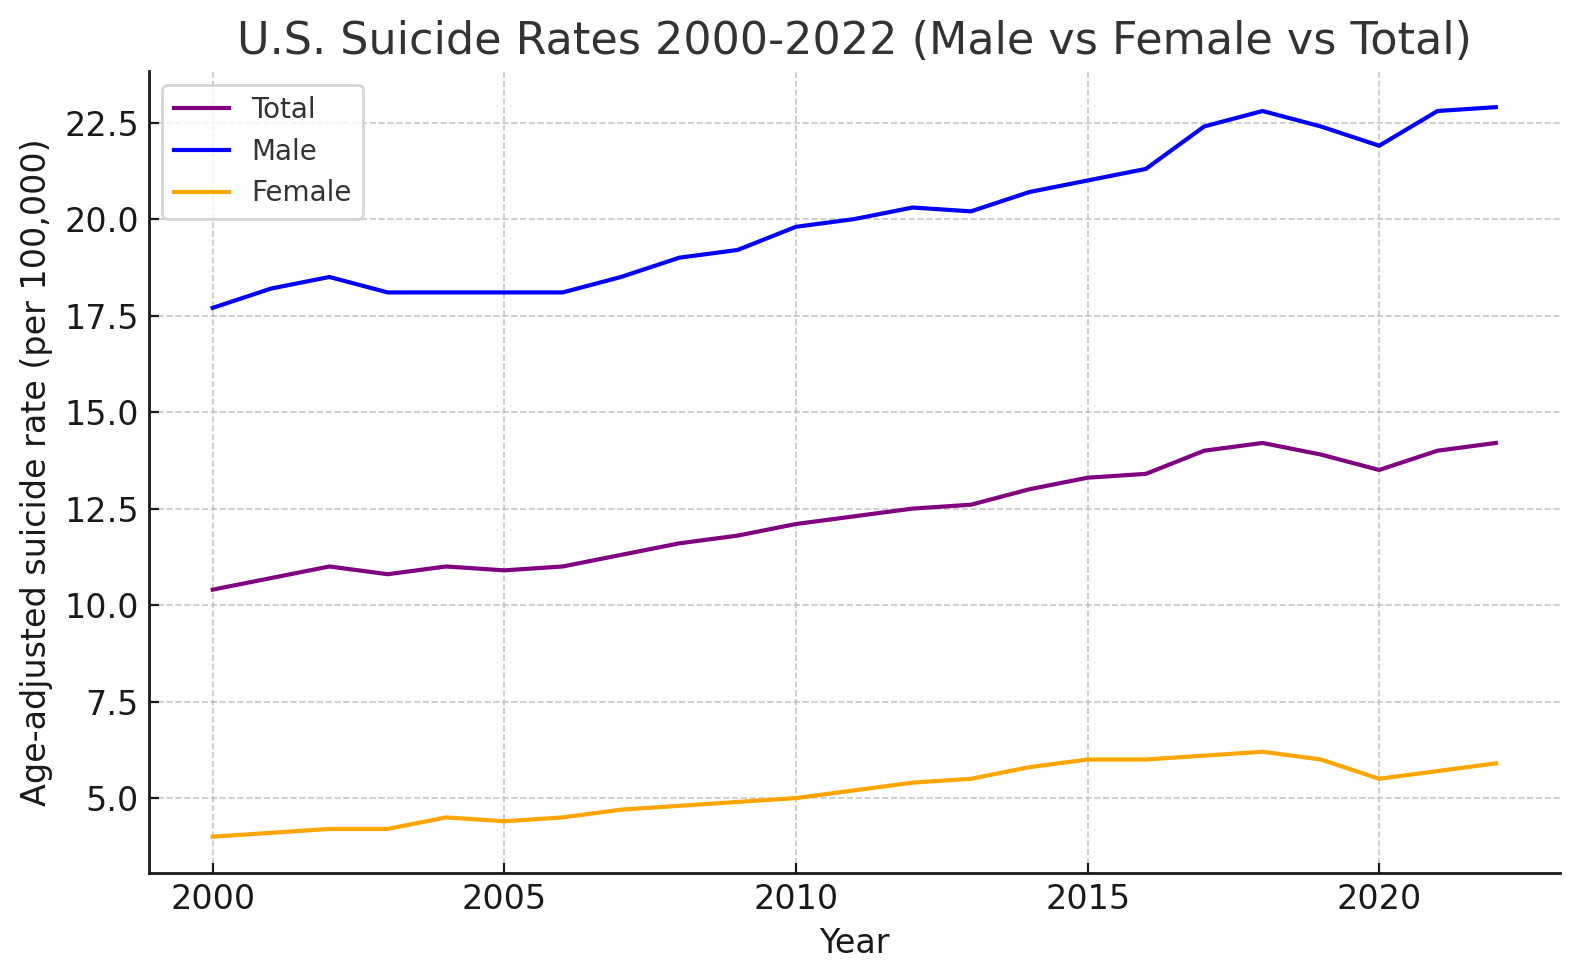 U.S. Suicide Rates 2000-2022 (Male vs Female vs Total)
Total
Male
Female
Age-adjusted suicide rate (per 100,000)
22.5
20.0
17.5
15.0
12.5
10.0
7.5
5.0
2000
2005
2010
2015
2020
Year